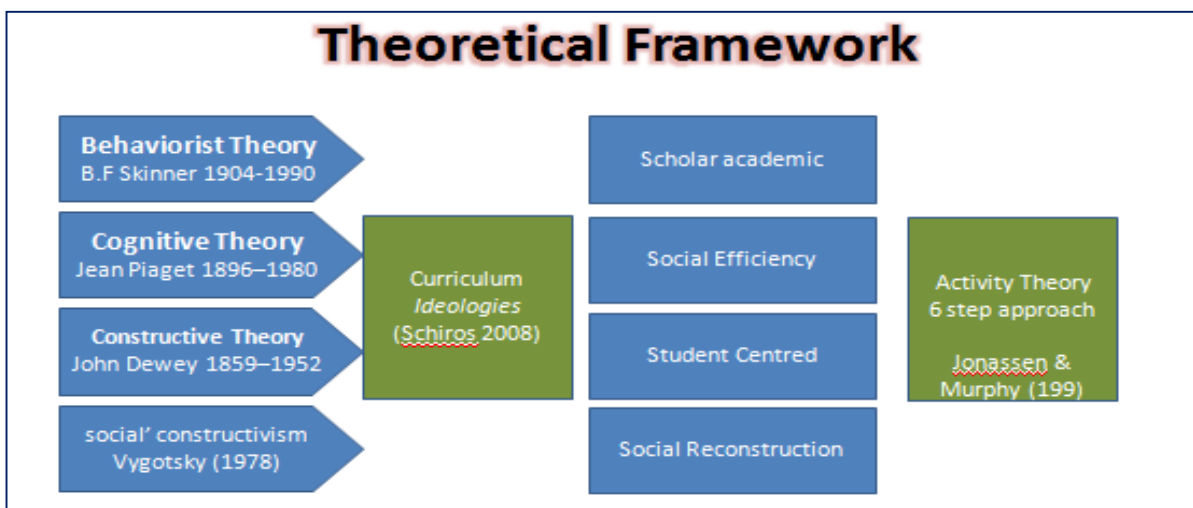 Theoretical Framework
Behaviorist Theory
B.F Skinner 1904-1990
Cognitive Theory
Jean Piaget 1896–1980
Constructive Theory
John Dewey 1859–1952
social’ constructivism
Vygotsky (1978)
Curriculum
Ideologies
(Schiros 2008)
Scholar academic
Social Efficiency
Student Centred
Social Reconstruction
Activity Theory
6 step approach
Jonassen &
Murphy (199)